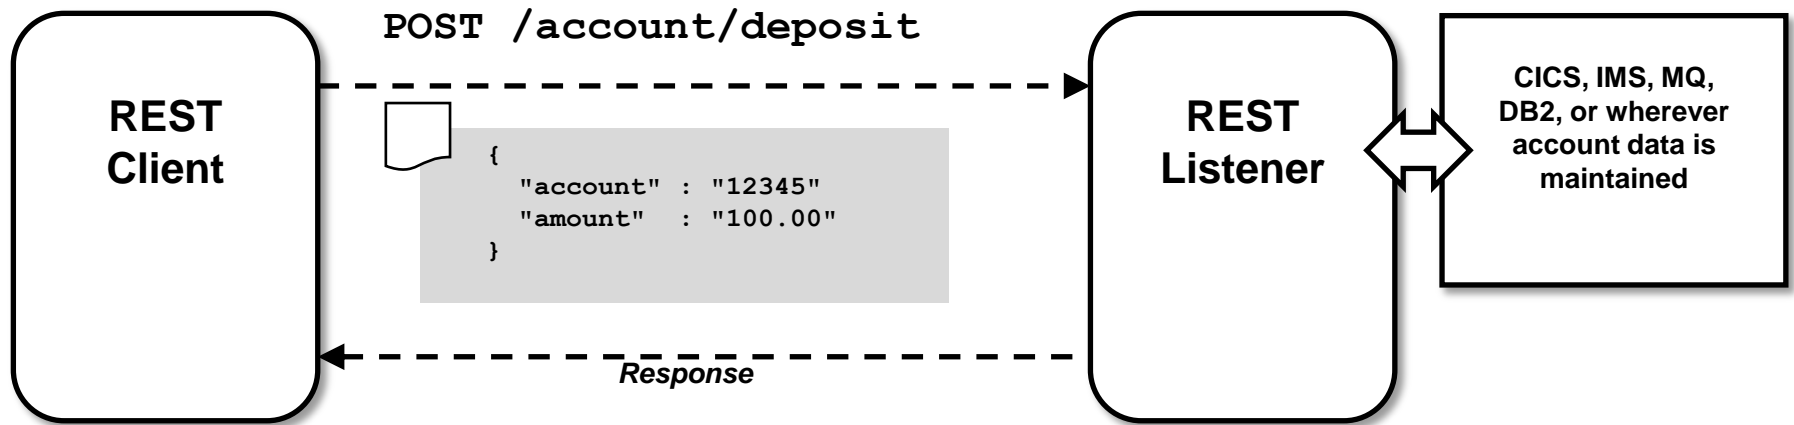 POST /account/deposit
REST
Client
{
"account" : "12345"
"amount"  : "100.00"
}
Response
REST
Listener
CICS, IMS, MQ,
DB2, or wherever
account data is
maintained